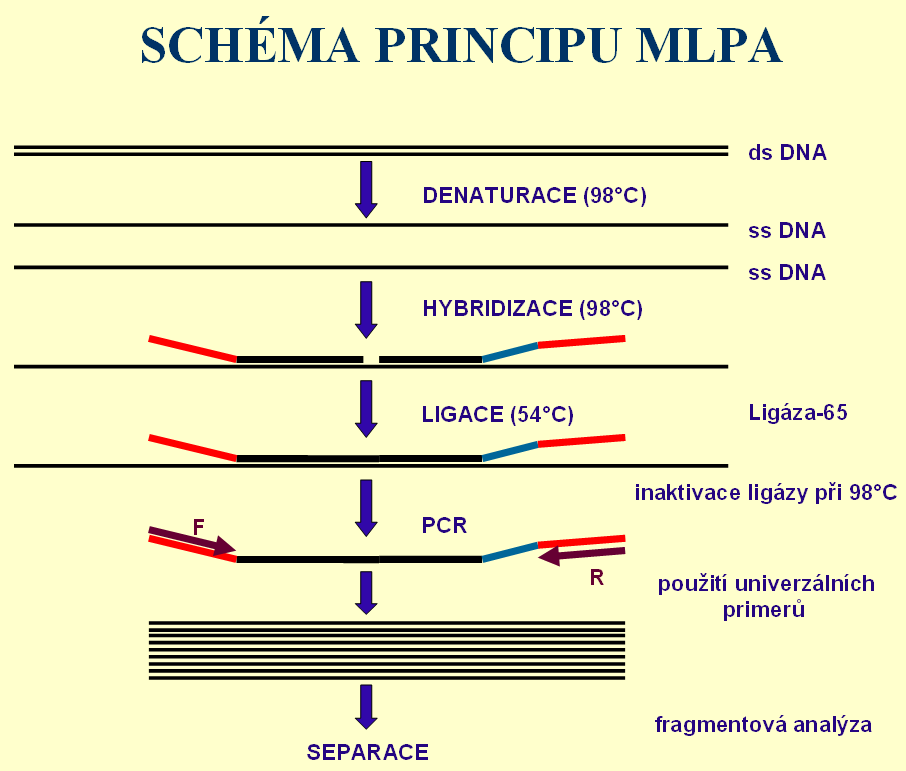 SCHÉMA PRINCIPU MLPA
ds DNA
DENATURACE (98°C)
ss DNA
ss DNA
HYBRIDIZACE (98°C)
LIGACE (54°C)
Ligáza-65
inaktivace ligázy při 98°C
F
PCR
R
použití univerzálních
primerů
fragmentová analýza
SEPARACE